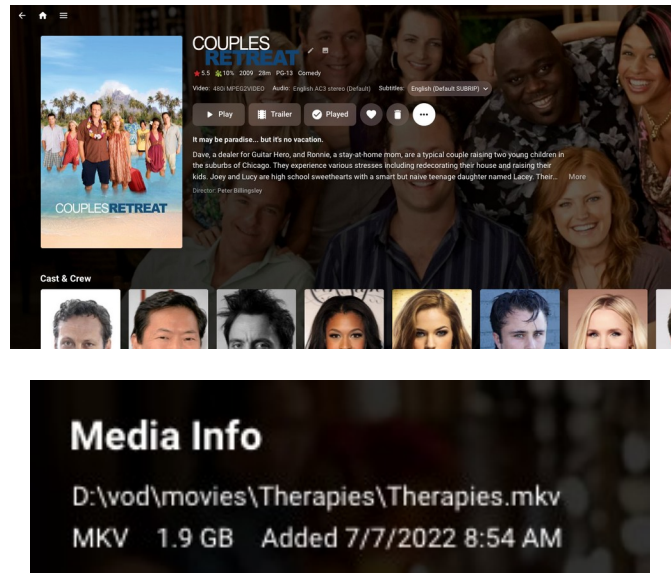 COUPLES
RETREAT
5.5 10% 2009 28m PG-13 Comedy
Video: 480i MPEG2VIDEO Audio: English AC3 stereo (Default) Subtitles: English (Default SUBRIP)
Play Trailer Played
It may be paradise... but it's no vacation.
Dave, a dealer for Guitar Hero, and Ronnie, a stay-at-home mom, are a typical couple raising two young children in
the suburbs of Chicago. They experience various stresses including redecorating their house and raising their
kids. Joey and Lucy are high school sweethearts with a smart but naive teenage daughter named Lacey. Their... More
Director: Peter Billingsley
COUPLESRETREAT
Cast & Crew
Media Info
D:\vod\movies\Therapies\Therapies.mkv
MKV 1.9 GB Added 7/7/2022 8:54 AM